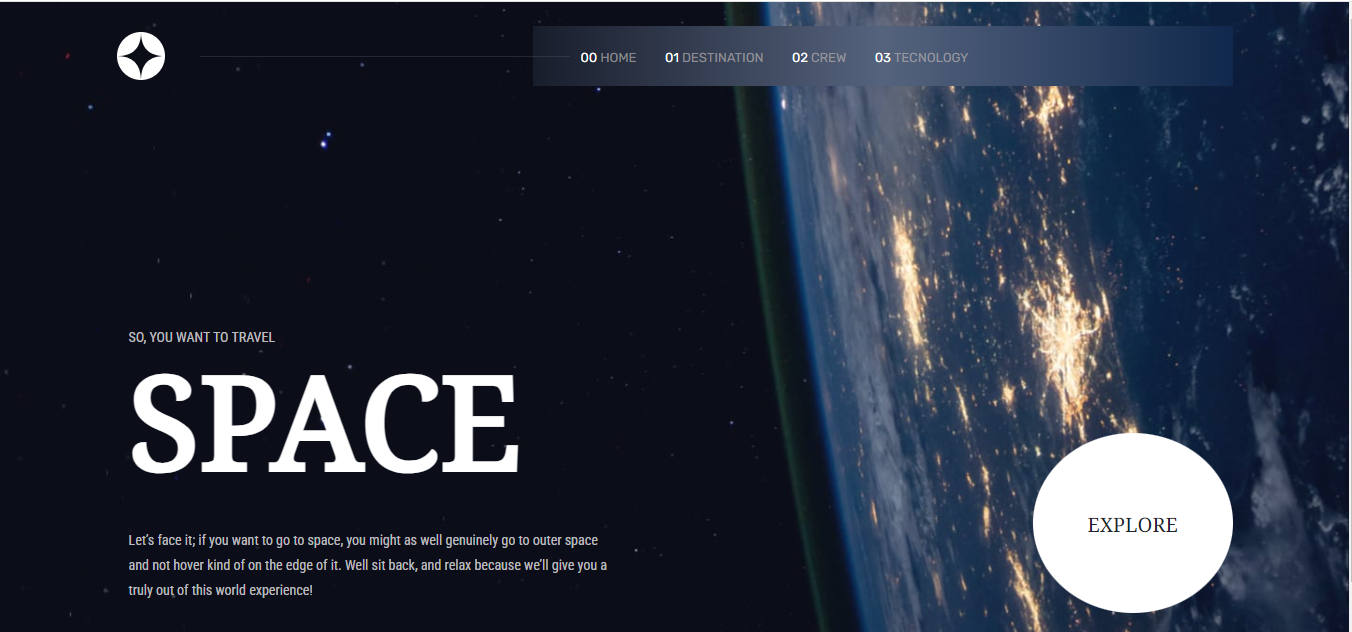 00 HOME 01 DESTINATION 02 CREW 03 TECNOLOGY
SO, YOU WANT TO TRAVEL
SPACE
Let's face it; if you want to go to space, you might as well genuinely go to outer space
and not hover kind of on the edge of it. Well sit back, and relax because we'll give you a
truly out of this world experience!
EXPLORE